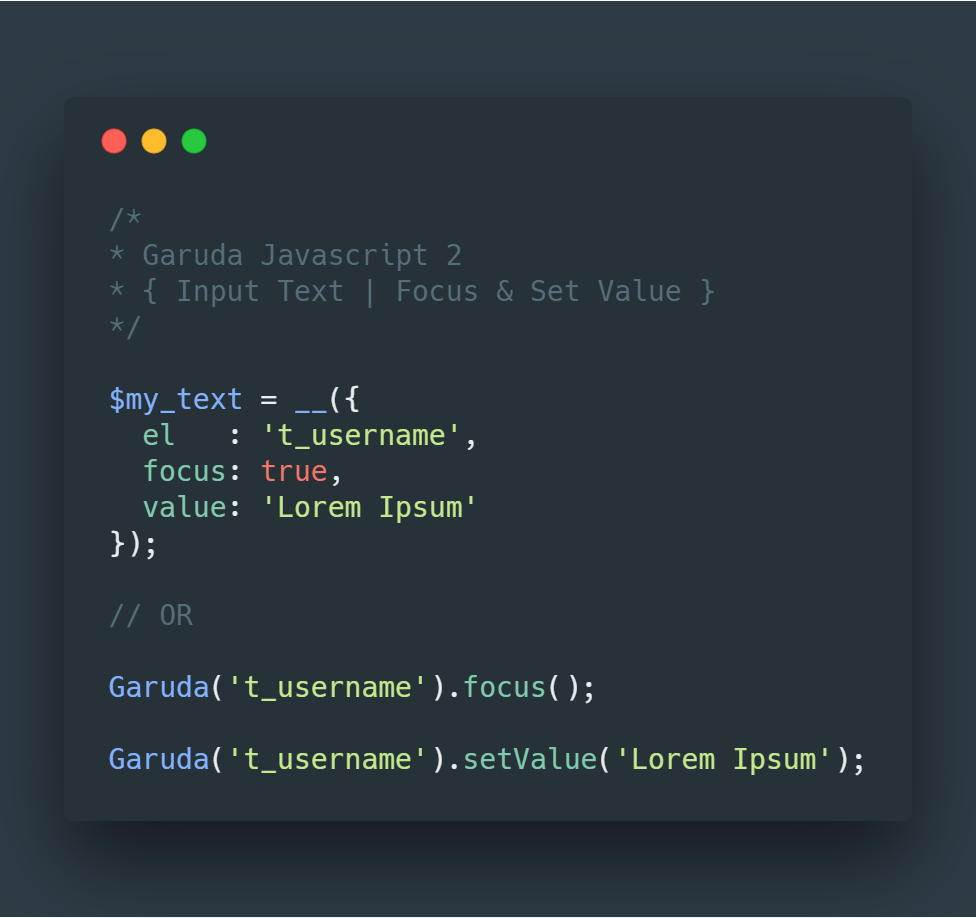 /*
* Garuda Javascript 2
* { Input Text | Focus & Set Value }
*/
$my_text = __({
  el   : 't_username',
  focus: true,
  value: 'Lorem Ipsum'
});
// OR
Garuda('t_username').focus();
Garuda('t_username').setValue('Lorem Ipsum');